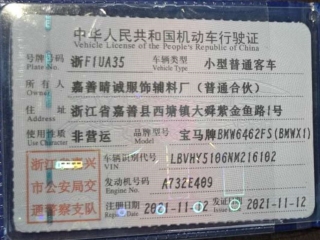 中华人民共和国机动车行驶证
Vehicle License of the People's Republic of China
号牌号码 浙F1UA35 车辆类型 小型普通客车
Plate No. Vehicle Type
所有人 嘉善晴诚服饰辅料厂（普通合伙）
Owner
住址 浙江省嘉善县西塘镇大舜紫金鱼路1号
Address
使用性质 非营运 品牌型号 宝马牌BMW6462FS(BMWX1)
Use Character Model
浙江 兴 车辆识别代号 LBVHY5106NM216102
VIN
市公安局交 发动机号码 A732E409
Engine No.
通警察支队 注册日期 2021-11-12 发证日期 2021-11-12
Register Date Issue Date